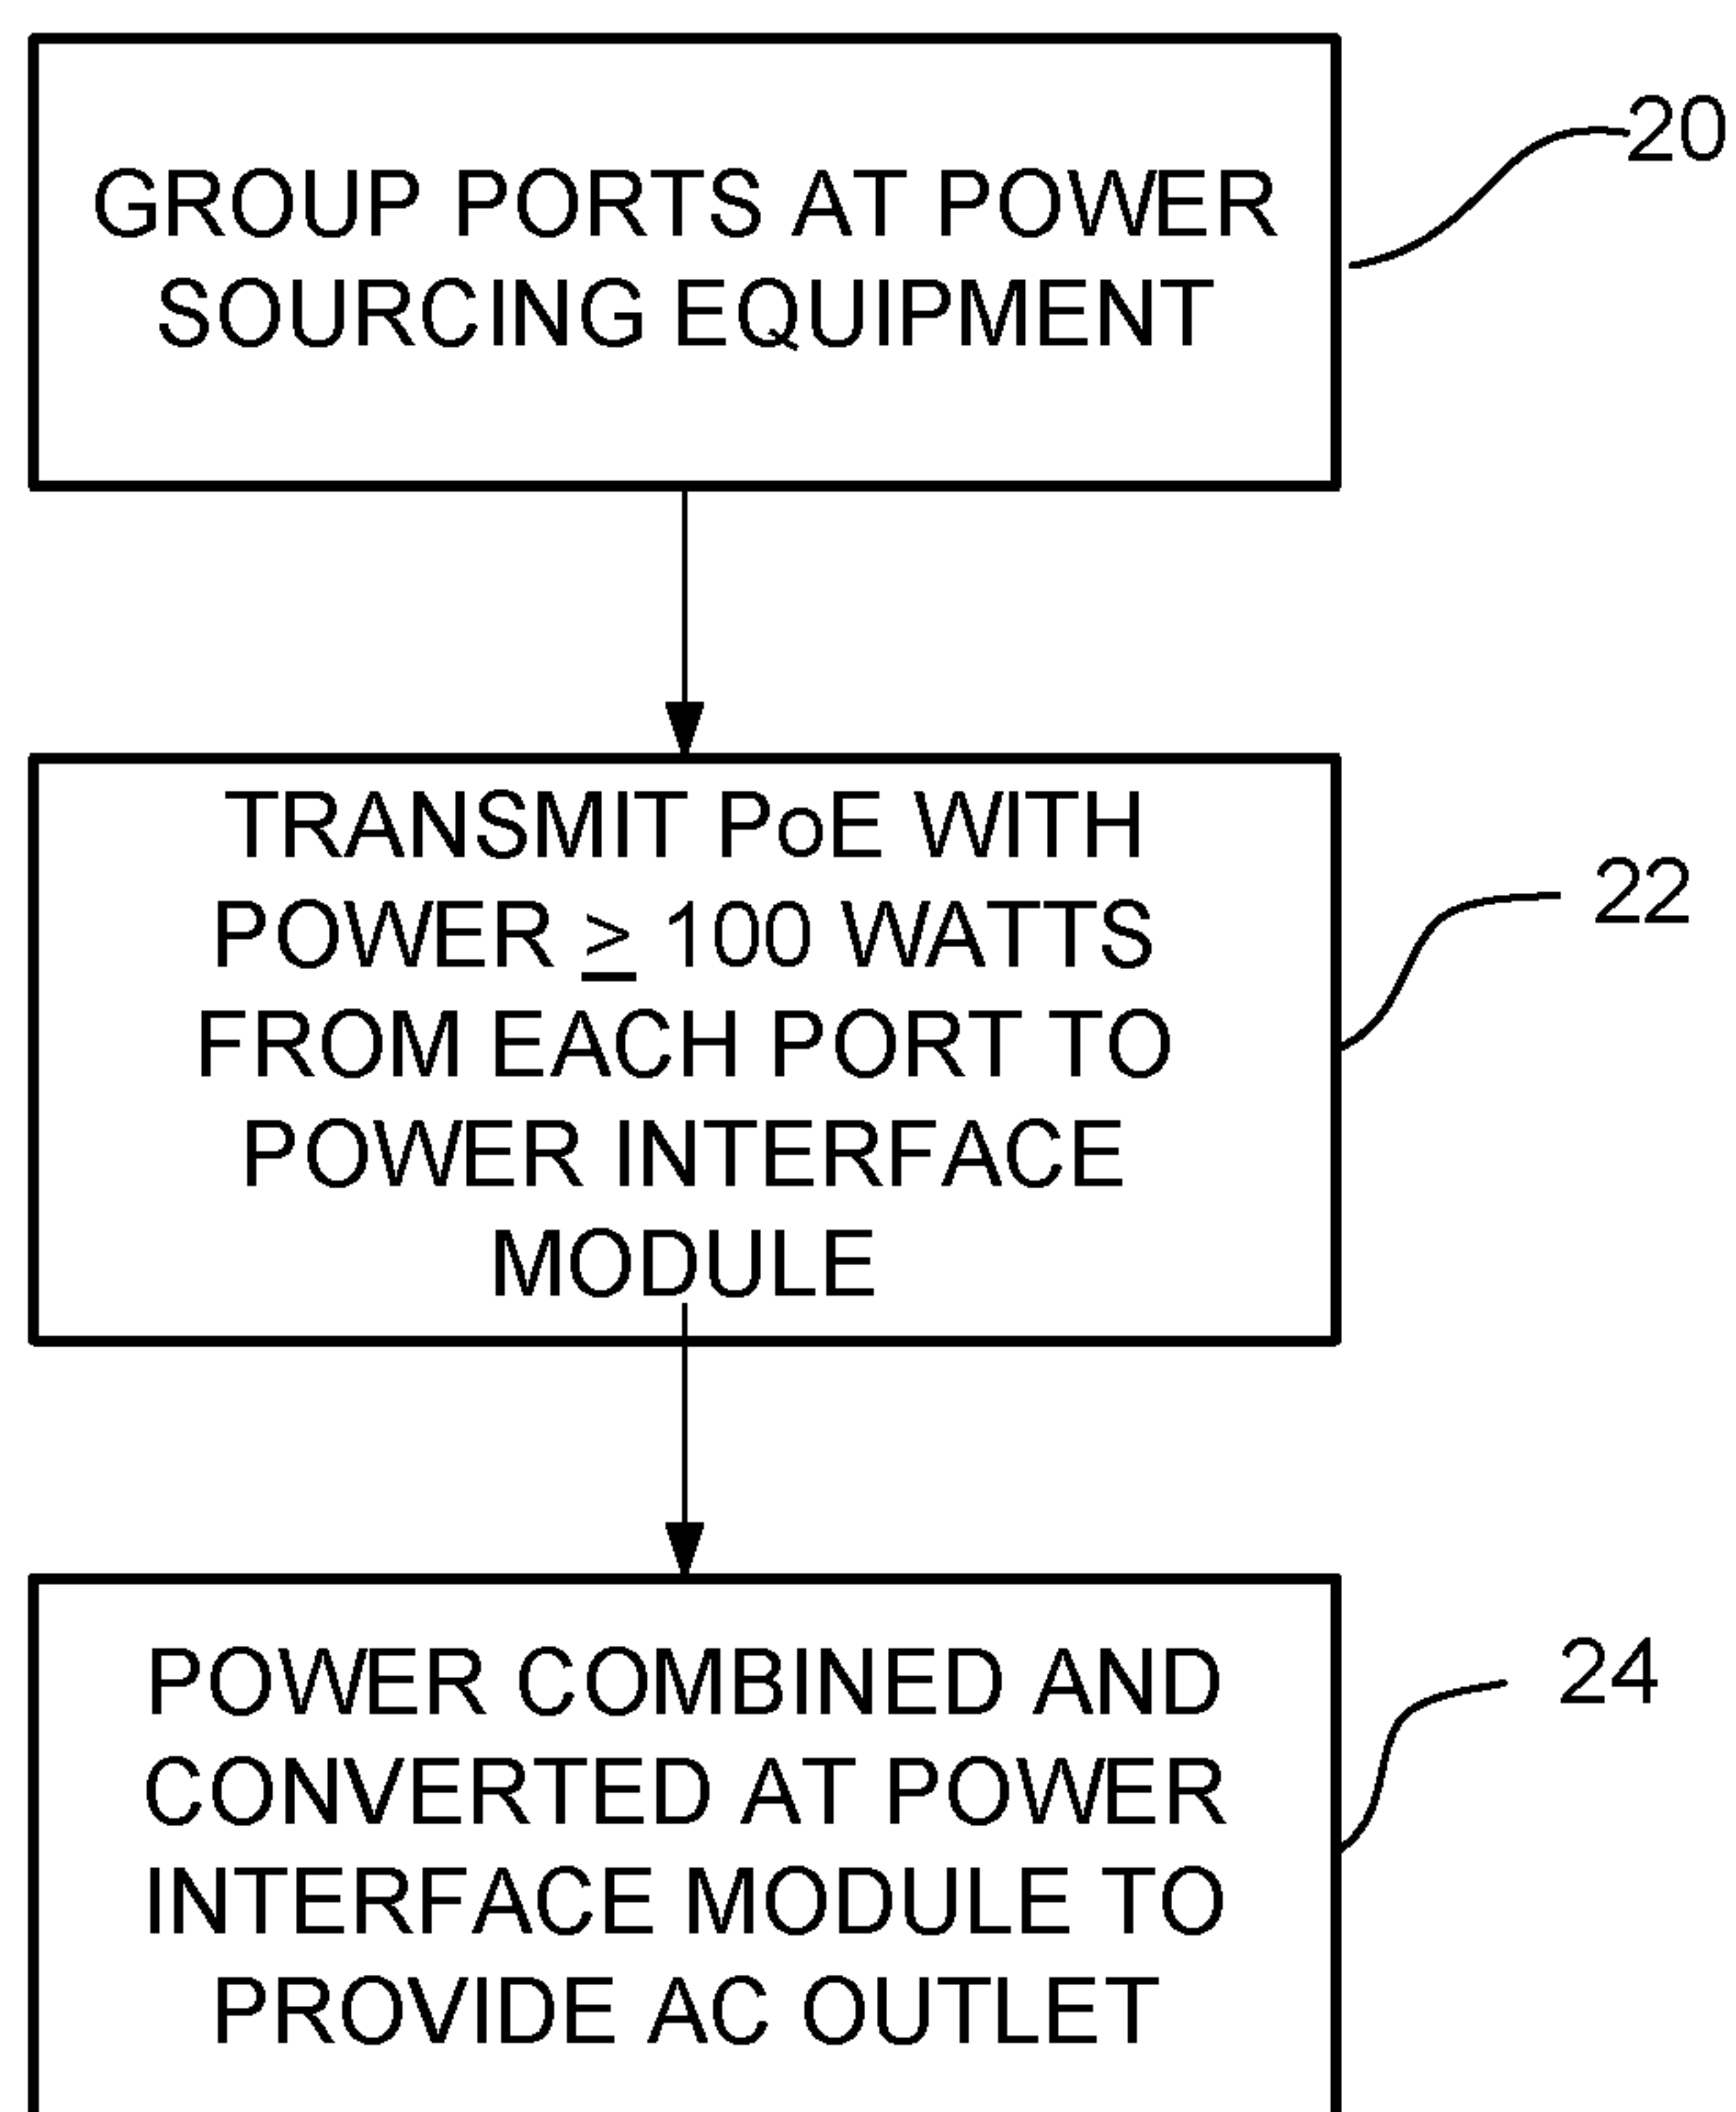 GROUP PORTS AT POWER
SOURCING EQUIPMENT
20
TRANSMIT PoE WITH
POWER ≥ 100 WATTS
FROM EACH PORT TO
POWER INTERFACE
MODULE
22
POWER COMBINED AND
CONVERTED AT POWER
INTERFACE MODULE TO
PROVIDE AC OUTLET
24